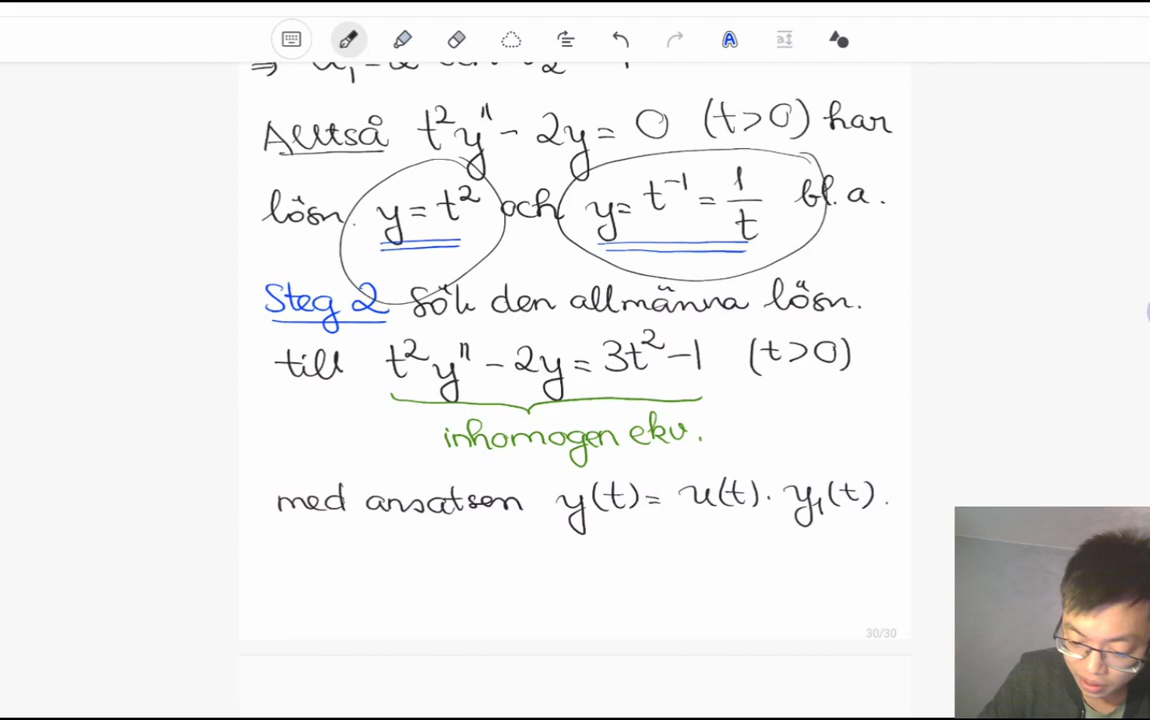 Alltså t²y'' - 2y = 0 (t>0) har
lösn. y = t² och y = t⁻¹ = 1/t bl.a.
Steg 2 Sök den allmänna lösn.
till t²y'' - 2y = 3t² - 1 (t>0)
inhomogen ekv.
med ansatsen y(t) = u(t) · y₁(t).
30/30